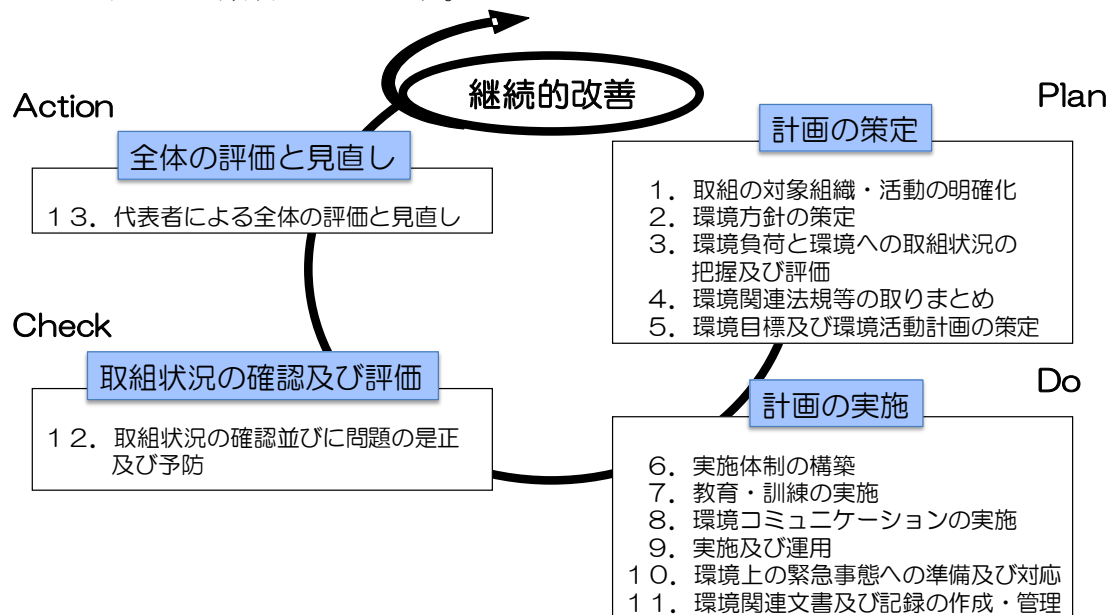 継続的改善
Plan
計画の策定
1．取組の対象組織・活動の明確化
2．環境方針の策定
3．環境負荷と環境への取組状況の
把握及び評価
4．環境関連法規等の取りまとめ
5．環境目標及び環境活動計画の策定
Do
計画の実施
6．実施体制の構築
7．教育・訓練の実施
8．環境コミュニケーションの実施
9．実施及び運用
10．環境上の緊急事態への準備及び対応
11．環境関連文書及び記録の作成・管理
Check
取組状況の確認及び評価
12．取組状況の確認並びに問題の是正
及び予防
Action
全体の評価と見直し
13．代表者による全体の評価と見直し